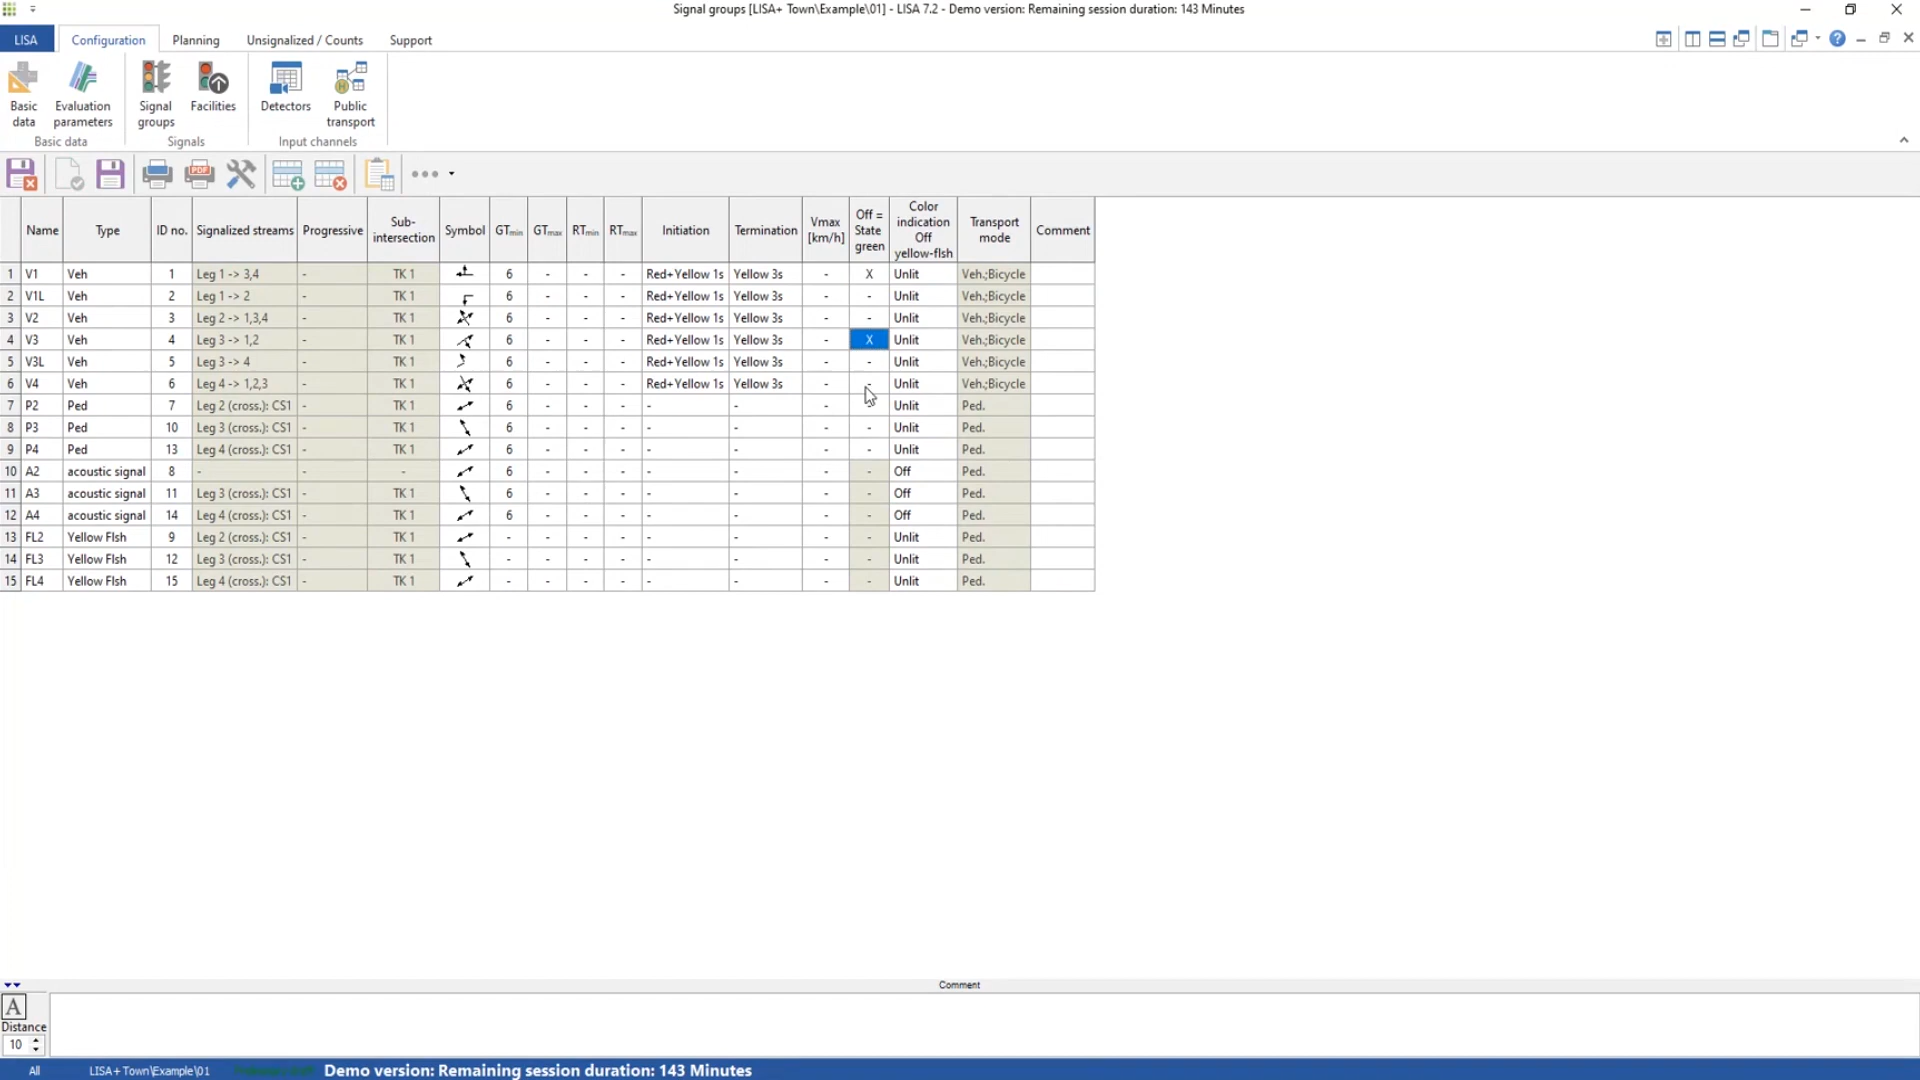 Signal groups [LISA+ Town\Example\01] - LISA 7.2 - Demo version: Remaining session duration: 143 Minutes
LISA Configuration Planning Unsignalized / Counts Support
Basic data Evaluation parameters Signal groups Facilities Detectors Public transport
Basic data Signals Input channels
PDF
Name Type ID no. Signalized streams Progressive Sub-intersection Symbol GTmin GTmax RTmin RTmax Initiation Termination Vmax [km/h] Off = State green Color indication Off yellow-flsh Transport mode Comment
1 V1 Veh 1 Leg 1 -> 3,4 - TK 1 6 - - - Red+Yellow 1s Yellow 3s - X Unlit Veh.;Bicycle
2 V1L Veh 2 Leg 1 -> 2 - TK 1 6 - - - Red+Yellow 1s Yellow 3s - - Unlit Veh.;Bicycle
3 V2 Veh 3 Leg 2 -> 1,3,4 - TK 1 6 - - - Red+Yellow 1s Yellow 3s - - Unlit Veh.;Bicycle
4 V3 Veh 4 Leg 3 -> 1,2 - TK 1 6 - - - Red+Yellow 1s Yellow 3s - X Unlit Veh.;Bicycle
5 V3L Veh 5 Leg 3 -> 4 - TK 1 6 - - - Red+Yellow 1s Yellow 3s - - Unlit Veh.;Bicycle
6 V4 Veh 6 Leg 4 -> 1,2,3 - TK 1 6 - - - Red+Yellow 1s Yellow 3s - - Unlit Veh.;Bicycle
7 P2 Ped 7 Leg 2 (cross.): CS1 - TK 1 6 - - - - - - - Unlit Ped.
8 P3 Ped 10 Leg 3 (cross.): CS1 - TK 1 6 - - - - - - - Unlit Ped.
9 P4 Ped 13 Leg 4 (cross.): CS1 - TK 1 6 - - - - - - - Unlit Ped.
10 A2 acoustic signal 8 - - - 6 - - - - - - - Off Ped.
11 A3 acoustic signal 11 Leg 3 (cross.): CS1 - TK 1 6 - - - - - - - Off Ped.
12 A4 acoustic signal 14 Leg 4 (cross.): CS1 - TK 1 6 - - - - - - - Off Ped.
13 FL2 Yellow Flsh 9 Leg 2 (cross.): CS1 - TK 1 - - - - - - - - Unlit Ped.
14 FL3 Yellow Flsh 12 Leg 3 (cross.): CS1 - TK 1 - - - - - - - - Unlit Ped.
15 FL4 Yellow Flsh 15 Leg 4 (cross.): CS1 - TK 1 - - - - - - - - Unlit Ped.
Comment
A
Distance
10
All LISA+ Town\Example\01 Demo version: Remaining session duration: 143 Minutes